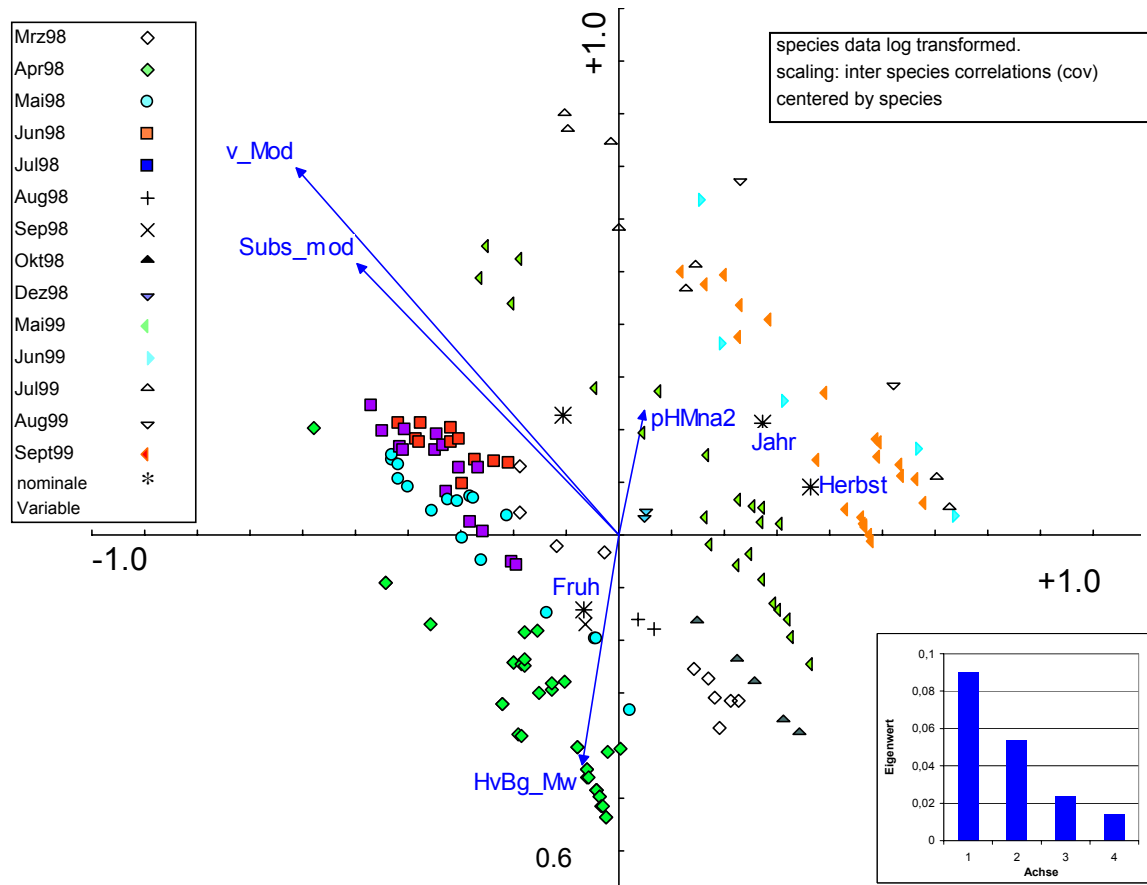 Mrz98
Apr98
Mai98
Jun98
Jul98
Aug98
Sep98
Okt98
Dez98
Mai99
Jun99
Jul99
Aug99
Sept99
nominale
Variable
*
+1.0
species data log transformed.
scaling: inter species correlations (cov)
centered by species
v_Mod
Subs_mod
pHMna2
Jahr
Herbst
-1.0
+1.0
Fruh
HvBg_Mw
0.6
0,1
0,08
0,06
0,04
0,02
0
Eigenwert
1 2 3 4
Achse